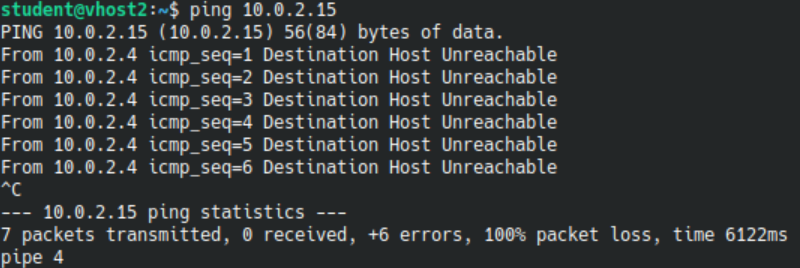 student@vhost2:~$ ping 10.0.2.15
PING 10.0.2.15 (10.0.2.15) 56(84) bytes of data.
From 10.0.2.4 icmp_seq=1 Destination Host Unreachable
From 10.0.2.4 icmp_seq=2 Destination Host Unreachable
From 10.0.2.4 icmp_seq=3 Destination Host Unreachable
From 10.0.2.4 icmp_seq=4 Destination Host Unreachable
From 10.0.2.4 icmp_seq=5 Destination Host Unreachable
From 10.0.2.4 icmp_seq=6 Destination Host Unreachable
^C
--- 10.0.2.15 ping statistics ---
7 packets transmitted, 0 received, +6 errors, 100% packet loss, time 6122ms
pipe 4